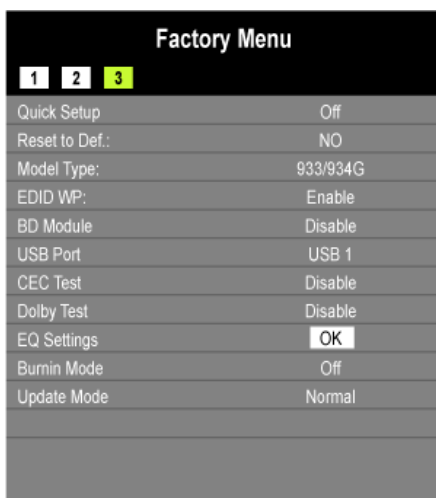 Factory Menu
1 2 3
Quick Setup Off
Reset to Def.: NO
Model Type: 933/934G
EDID WP: Enable
BD Module Disable
USB Port USB 1
CEC Test Disable
Dolby Test Disable
EQ Settings OK
Burnin Mode Off
Update Mode Normal